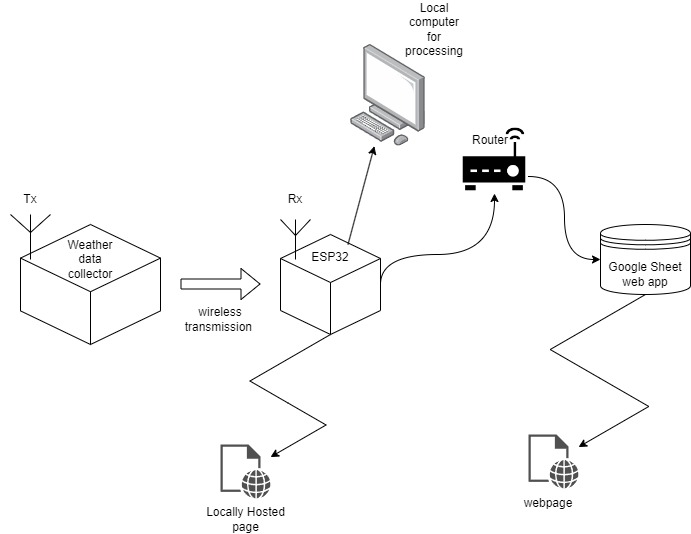 Local
computer
for
processing
Router
Tx
Rx
Weather
data
collector
ESP32
Google Sheet
web app
wireless
transmission
webpage
Locally Hosted
page